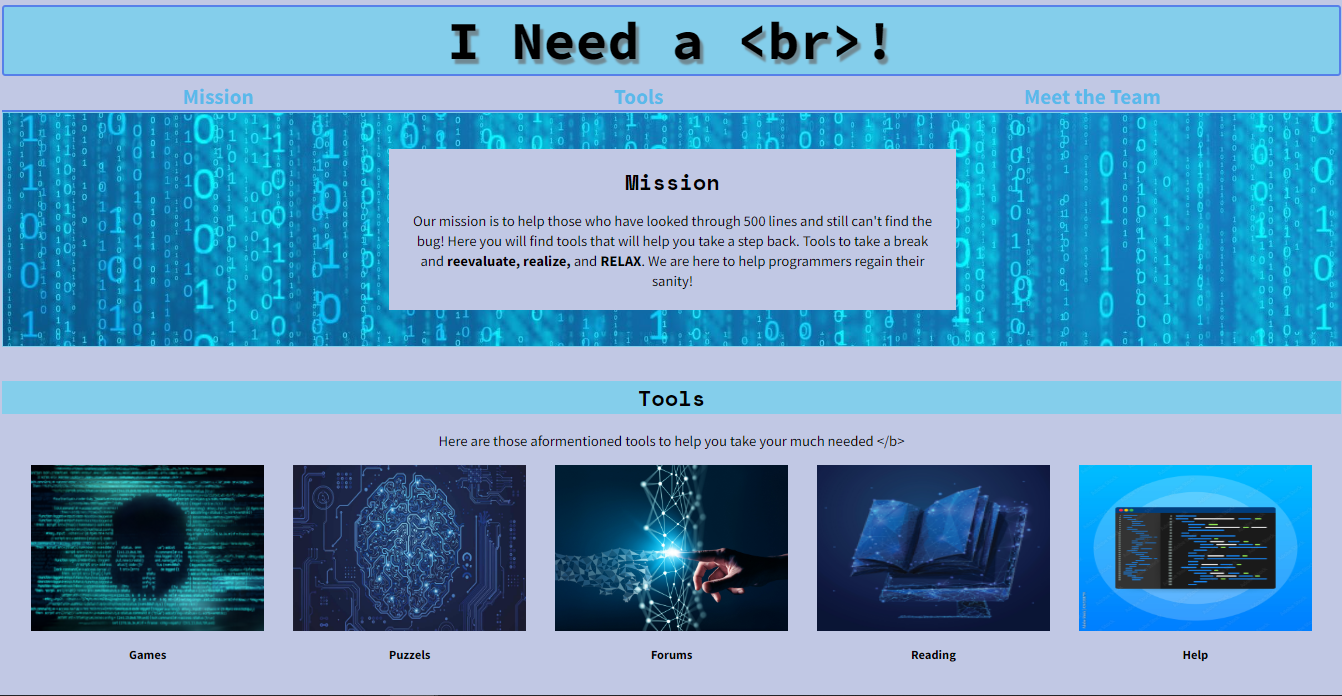 I Need a <br>!
Mission Tools Meet the Team
Mission
Our mission is to help those who have looked through 500 lines and still can't find the
bug! Here you will find tools that will help you take a step back. Tools to take a break
and reevaluate, realize, and RELAX. We are here to help programmers regain their
sanity!
Tools
Here are those aformentioned tools to help you take your much needed </b>
Games Puzzels Forums Reading Help